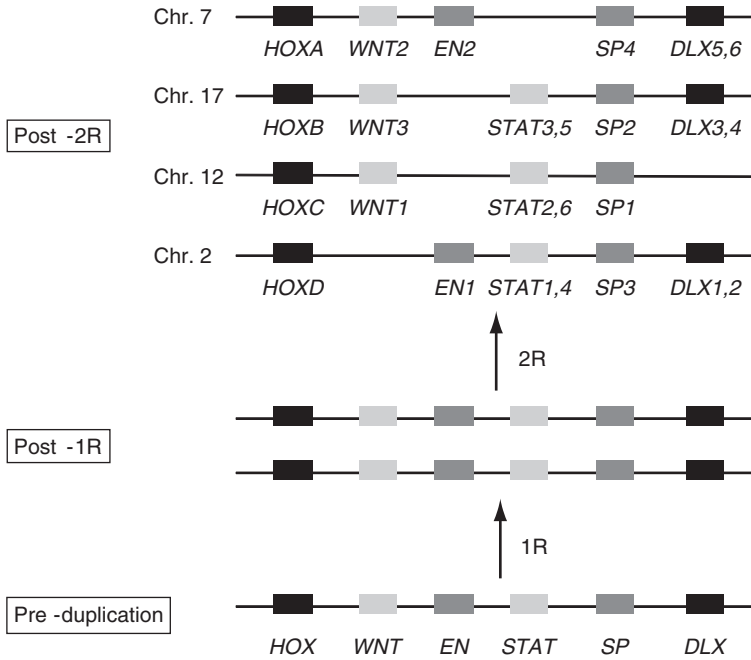 Chr. 7
HOXA WNT2 EN2 SP4 DLX5,6
Chr. 17
HOXB WNT3 STAT3,5 SP2 DLX3,4
Post -2R
Chr. 12
HOXC WNT1 STAT2,6 SP1
Chr. 2
HOXD EN1 STAT1,4 SP3 DLX1,2
2R
Post -1R
1R
Pre -duplication
HOX WNT EN STAT SP DLX